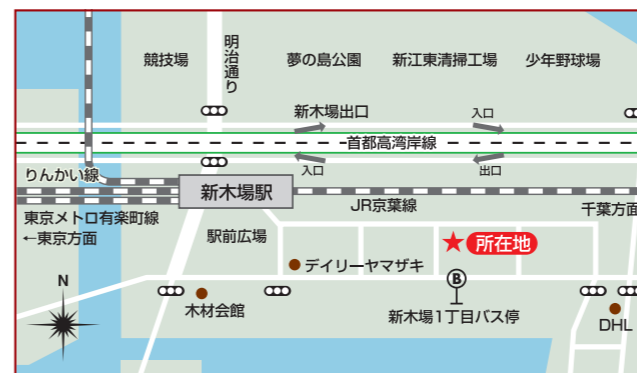 競技場
明治通り
夢の島公園
新江東清掃工場
少年野球場
新木場出口
入口
首都高湾岸線
入口
出口
りんかい線
新木場駅
JR京葉線
千葉方面
東京メトロ有楽町線
←東京方面
駅前広場
所在地
デイリーヤマザキ
N
B
木材会館
新木場1丁目バス停
DHL